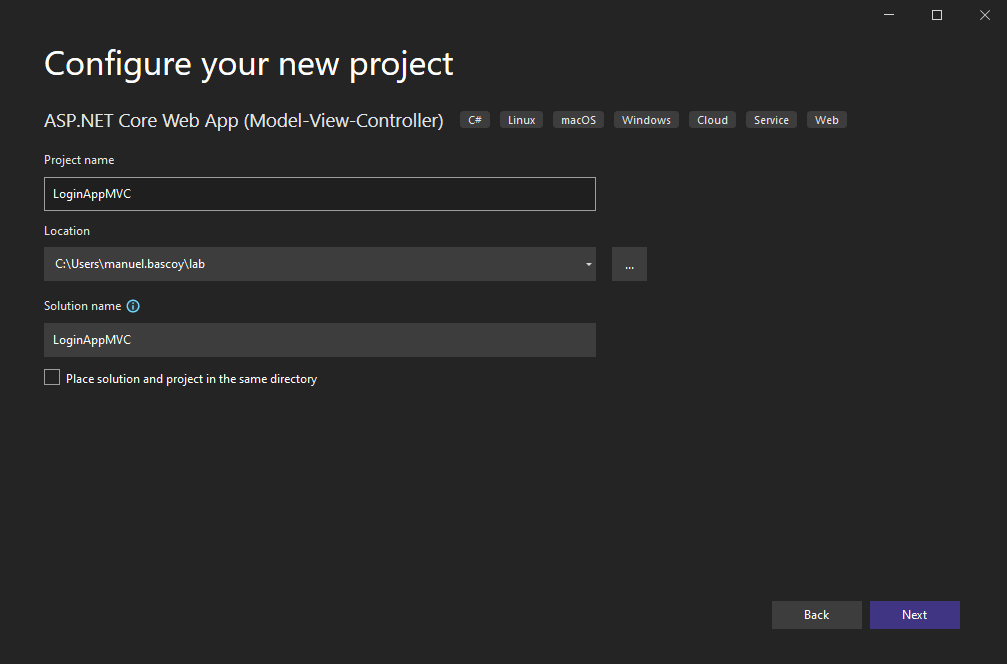 Configure your new project
ASP.NET Core Web App (Model-View-Controller) C# Linux macOS Windows Cloud Service Web
Project name
LoginAppMVC
Location
C:\Users\manuel.bascoy\lab
...
Solution name
LoginAppMVC
Place solution and project in the same directory
Back Next